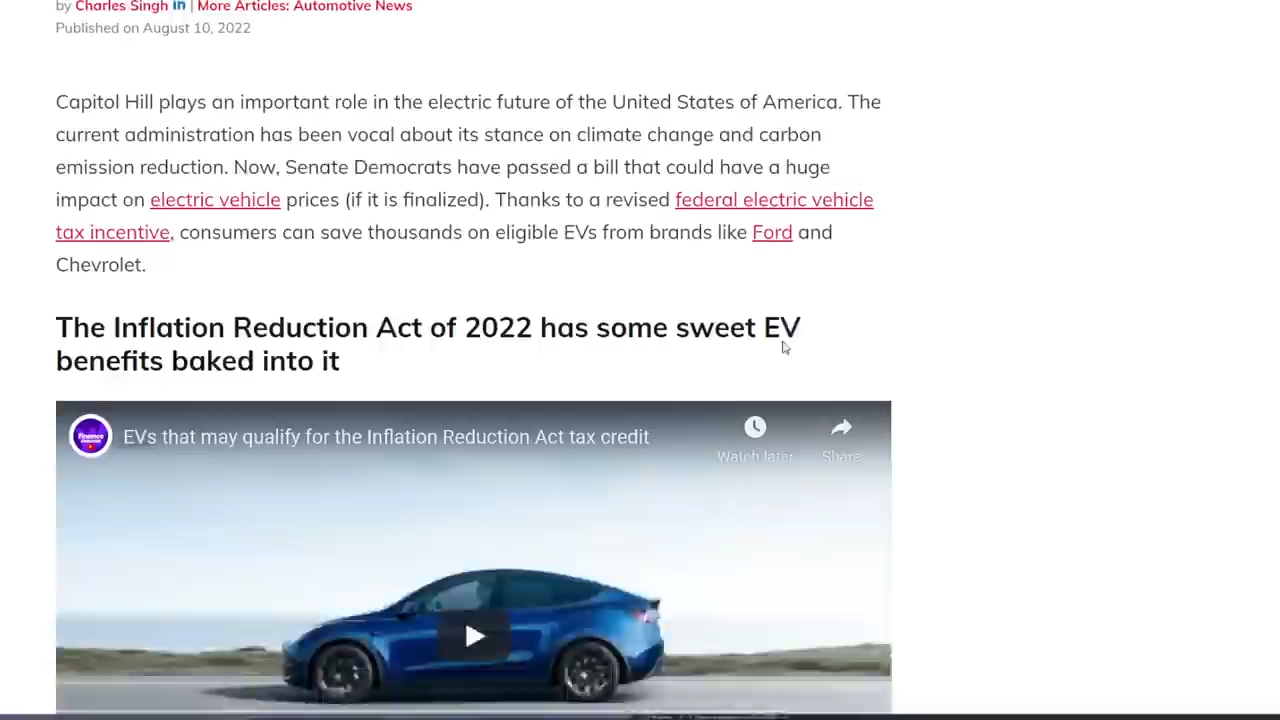 by Charles Singh in | More Articles: Automotive News
Published on August 10, 2022
Capitol Hill plays an important role in the electric future of the United States of America. The
current administration has been vocal about its stance on climate change and carbon
emission reduction. Now, Senate Democrats have passed a bill that could have a huge
impact on electric vehicle prices (if it is finalized). Thanks to a revised federal electric vehicle
tax incentive, consumers can save thousands on eligible EVs from brands like Ford and
Chevrolet.
The Inflation Reduction Act of 2022 has some sweet EV
benefits baked into it
EVs that may qualify for the Inflation Reduction Act tax credit
Watch later Share